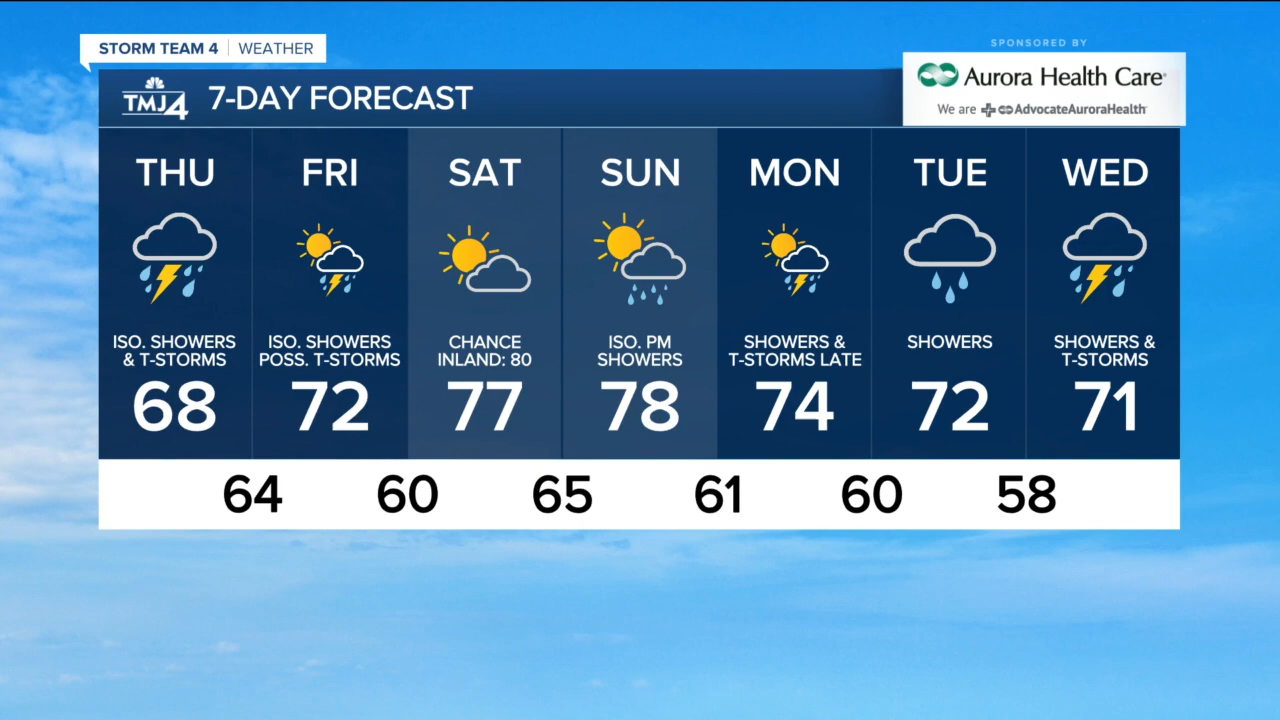 STORM TEAM 4 | WEATHER
SPONSORED BY
Aurora Health Care®
We are AdvocateAuroraHealth
TMJ4 7-DAY FORECAST
THU FRI SAT SUN MON TUE WED
ISO. SHOWERS
& T-STORMS
ISO. SHOWERS
POSS. T-STORMS
CHANCE
INLAND: 80
ISO. PM
SHOWERS
SHOWERS &
T-STORMS LATE
SHOWERS
SHOWERS &
T-STORMS
68 72 77 78 74 72 71
64 60 65 61 60 58